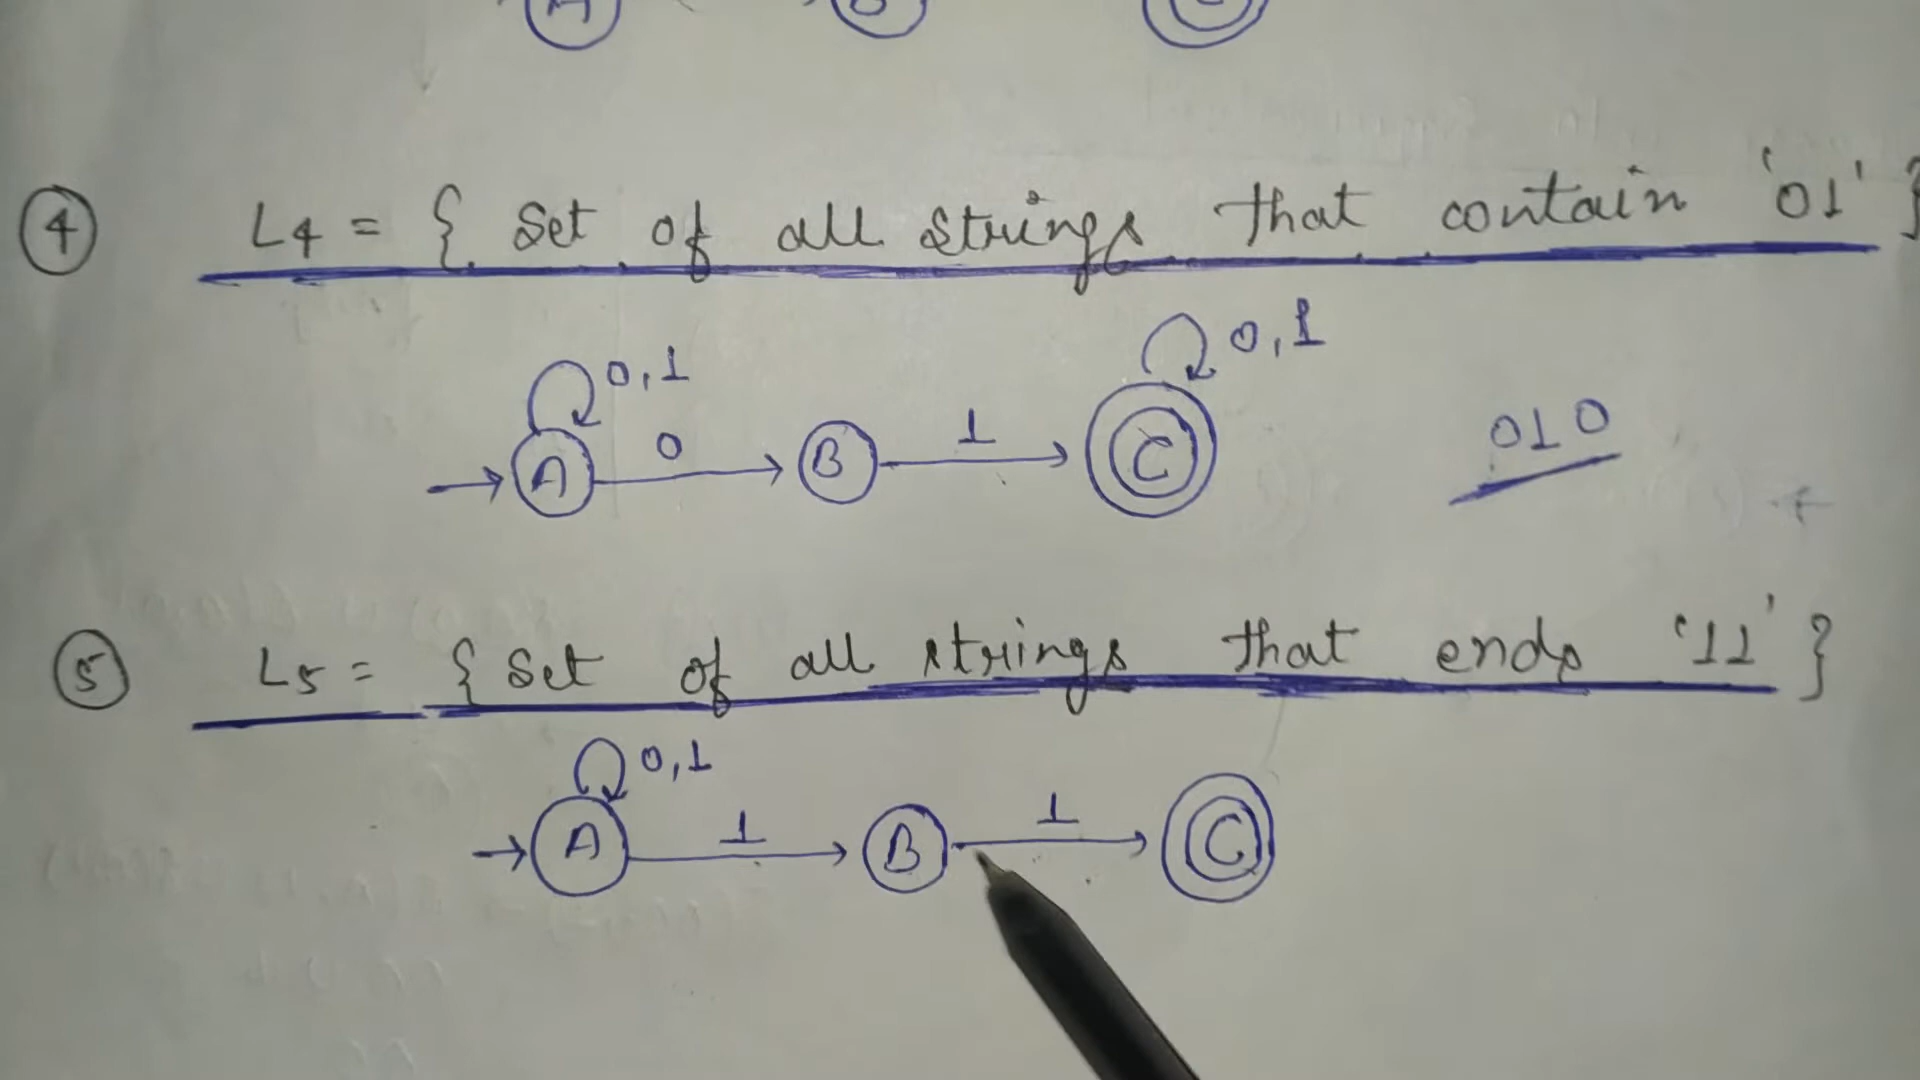 ④ L4 = { Set of all strings that contain '01' }
0,1
0,1
A 0 B 1 C
010
⑤ L5 = { Set of all strings that ends '11' }
0,1
A 1 B 1 C